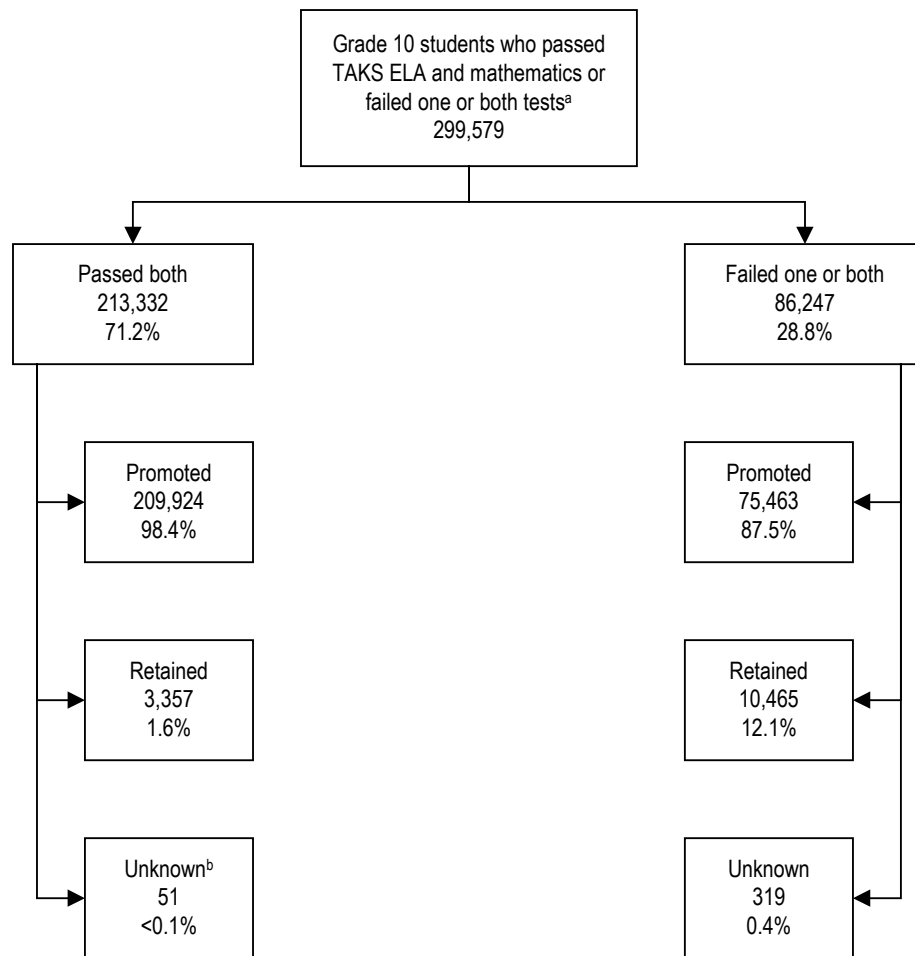 Grade 10 students who passed
TAKS ELA and mathematics or
failed one or both testsᵃ
299,579
Passed both
213,332
71.2%
Failed one or both
86,247
28.8%
Promoted
209,924
98.4%
Promoted
75,463
87.5%
Retained
3,357
1.6%
Retained
10,465
12.1%
Unknownᵇ
51
<0.1%
Unknown
319
0.4%